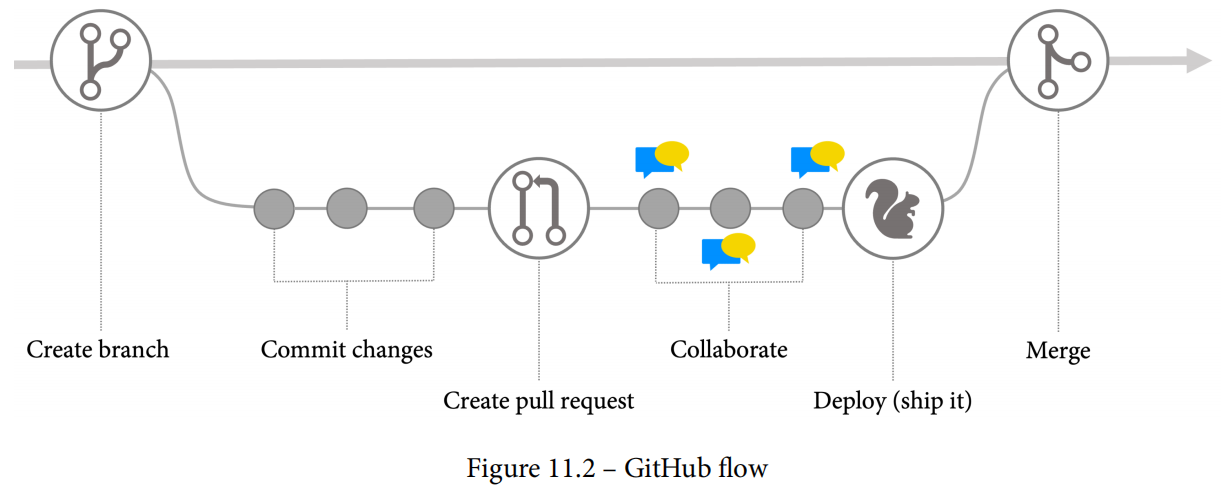 Create branch
Commit changes
Collaborate
Merge
Create pull request
Deploy (ship it)
Figure 11.2 – GitHub flow